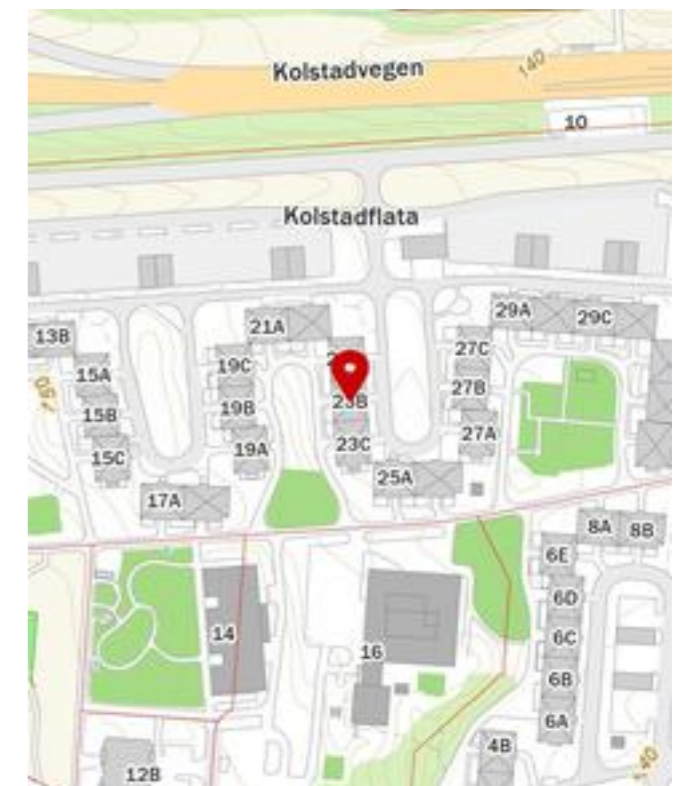 Kolstadvegen
140
10
Kolstadflata
29A
29C
21A
13B
27C
19C
15A
150
27B
23B
19B
15B
27A
23C
19A
15C
25A
17A
8A
8B
6E
6D
14
6C
16
6B
6A
4B
140
12B